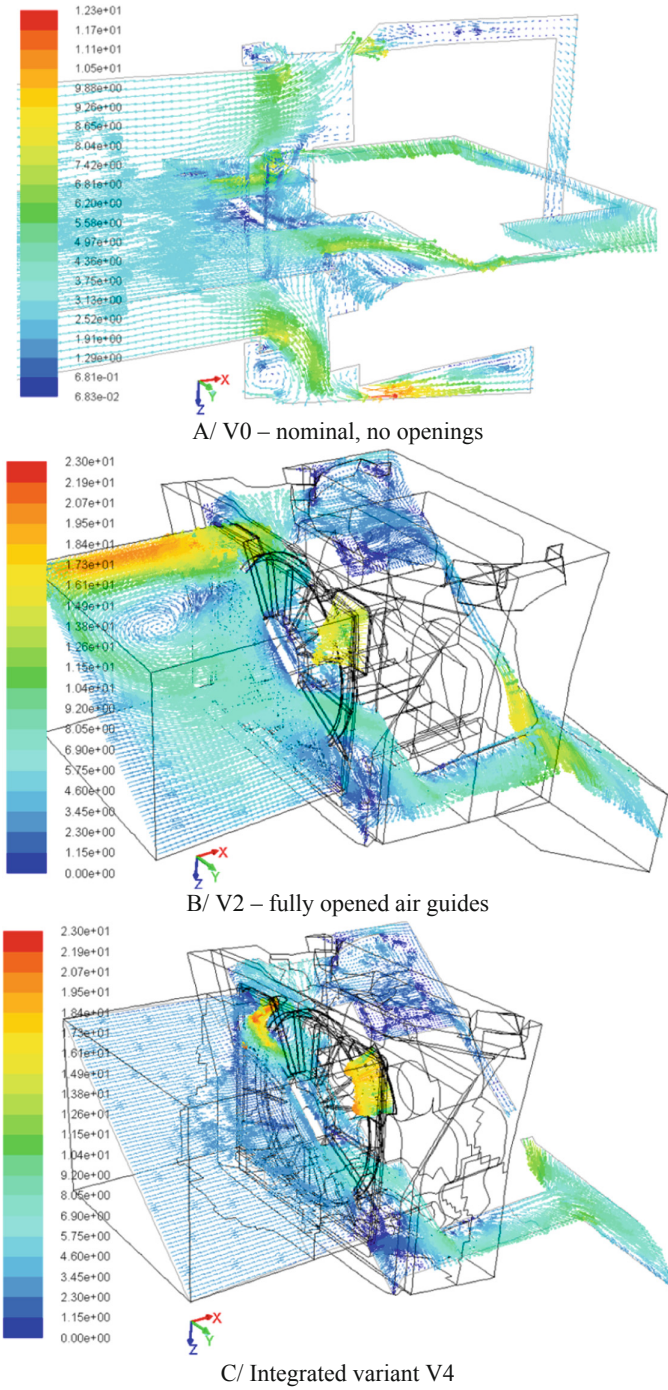 1.23e+01
1.17e+01
1.11e+01
1.05e+01
9.88e+00
9.26e+00
8.65e+00
8.04e+00
7.42e+00
6.81e+00
6.20e+00
5.58e+00
4.97e+00
4.36e+00
3.75e+00
3.13e+00
2.52e+00
1.90e+00
1.29e+00
6.81e-01
6.83e-02
X
Y
Z
A/ V0 – nominal, no openings
2.30e+01
2.19e+01
2.07e+01
1.95e+01
1.84e+01
1.73e+01
1.61e+01
1.49e+01
1.38e+01
1.26e+01
1.15e+01
1.04e+01
9.20e+00
8.05e+00
6.90e+00
5.75e+00
4.60e+00
3.45e+00
2.30e+00
1.15e+00
0.00e+00
X
Y
Z
B/ V2 – fully opened air guides
2.30e+01
2.19e+01
2.07e+01
1.95e+01
1.84e+01
1.73e+01
1.61e+01
1.49e+01
1.38e+01
1.26e+01
1.15e+01
1.04e+01
9.20e+00
8.05e+00
6.90e+00
5.75e+00
4.60e+00
3.45e+00
2.30e+00
1.15e+00
0.00e+00
X
Y
Z
C/ Integrated variant V4